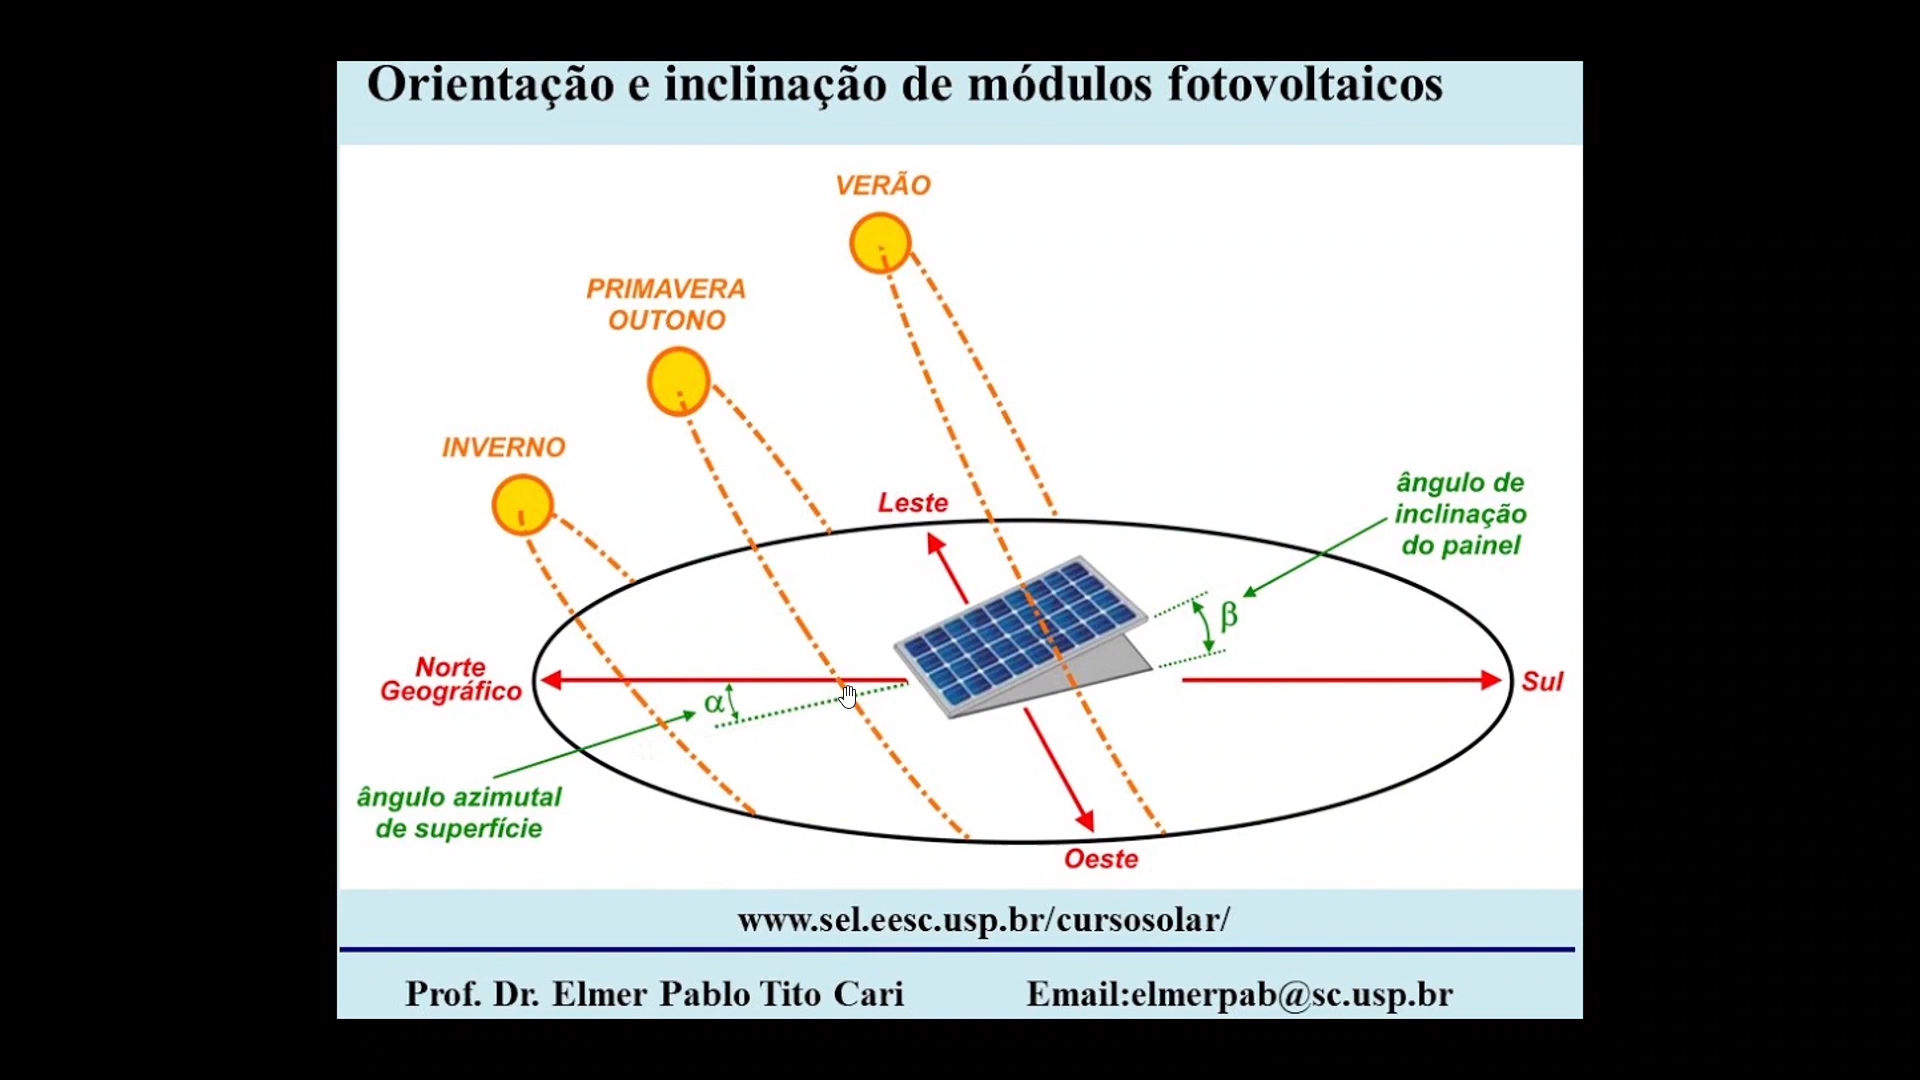 Orientação e inclinação de módulos fotovoltaicos
VERÃO
PRIMAVERA
OUTONO
INVERNO
Leste
ângulo de
inclinação
do painel
β
Norte
Geográfico
α
Sul
ângulo azimutal
de superfície
Oeste
www.sel.eesc.usp.br/cursosolar/
Prof. Dr. Elmer Pablo Tito Cari
Email:elmerpab@sc.usp.br